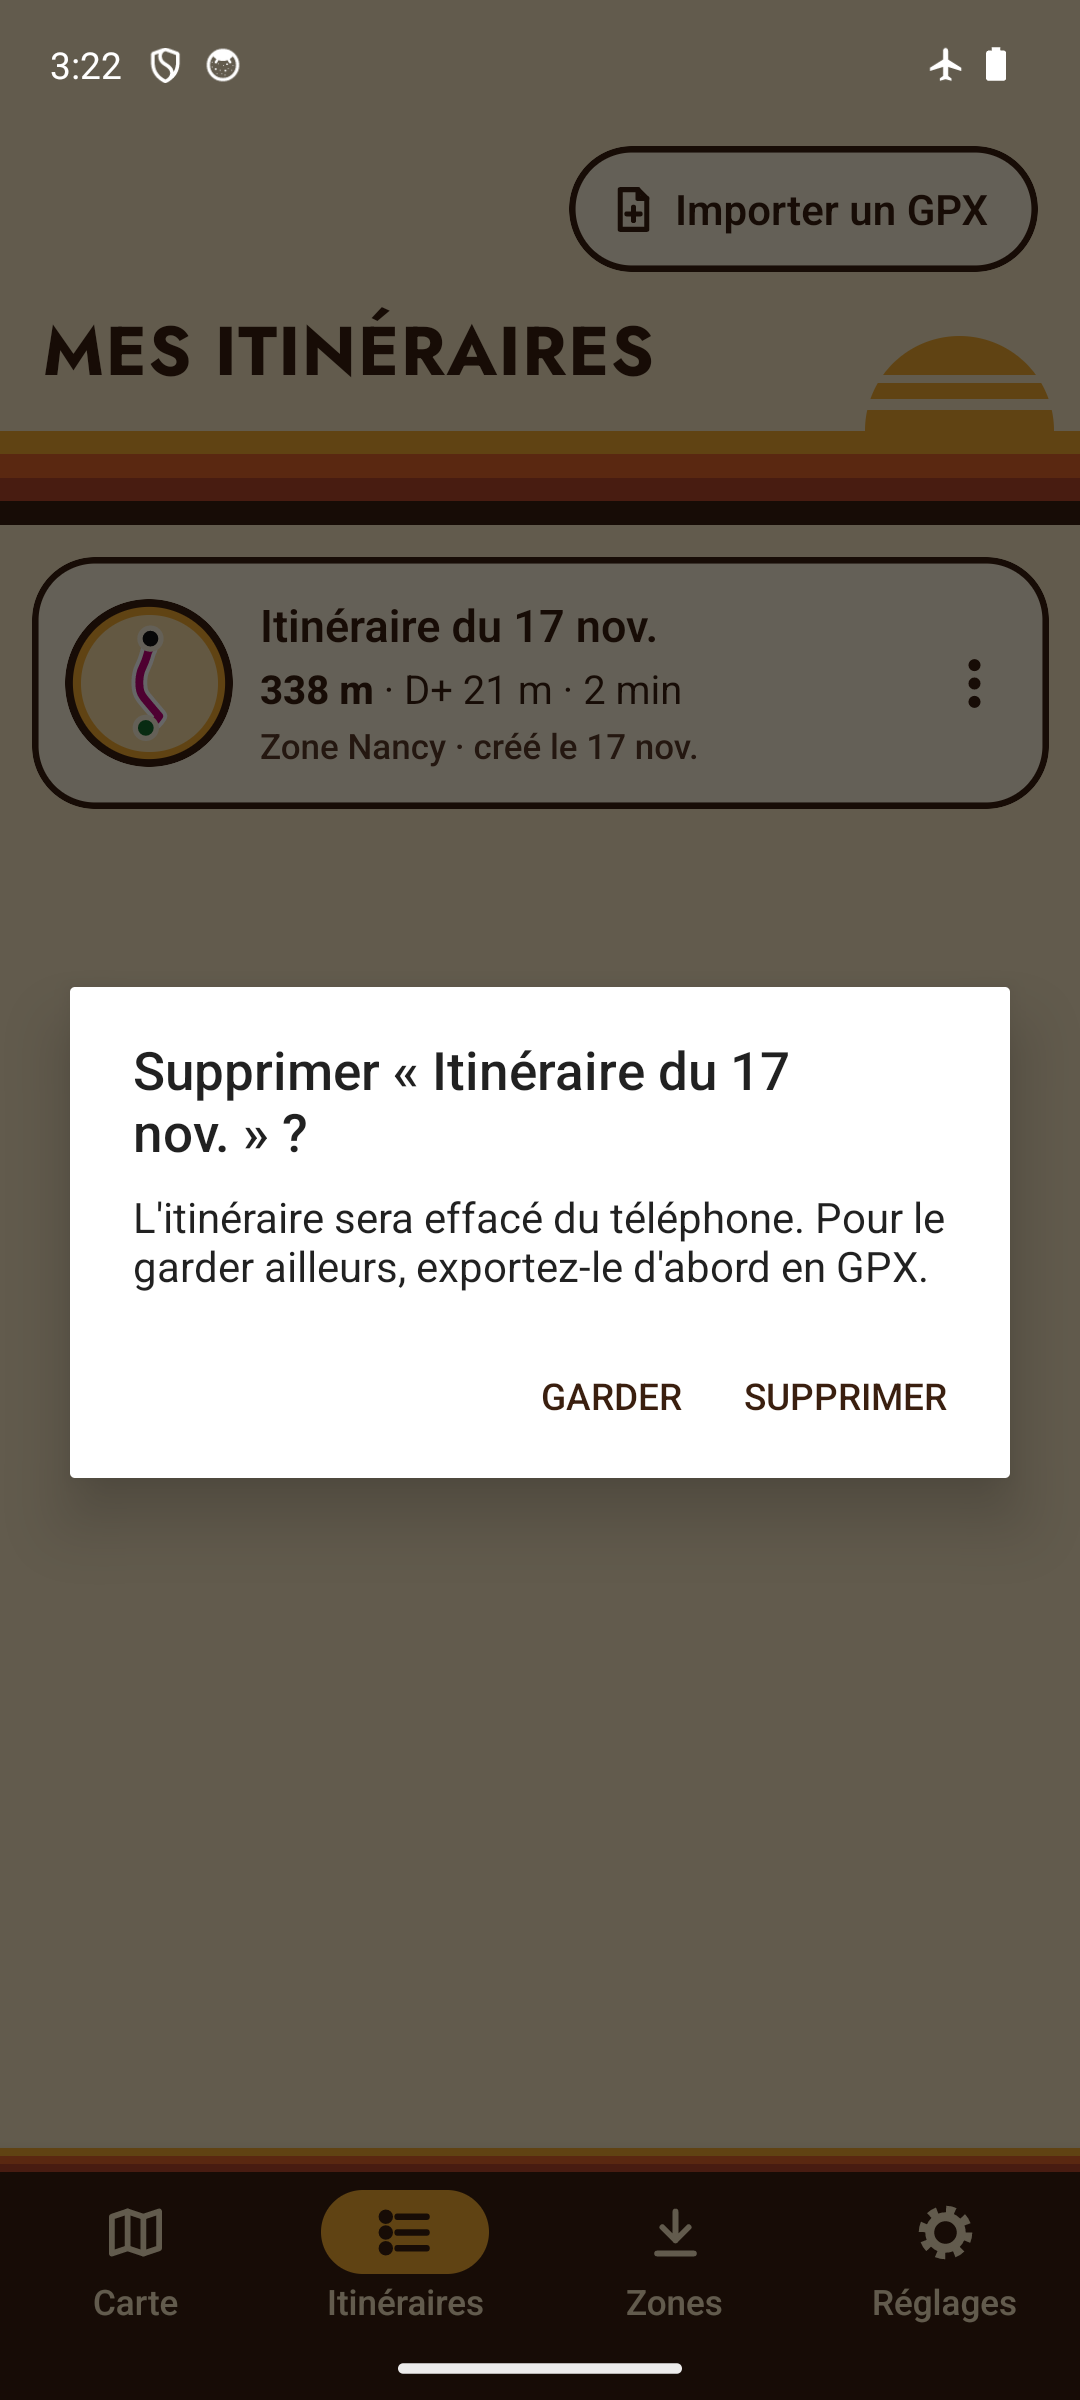 3:22
Importer un GPX
MES ITINÉRAIRES
Itinéraire du 17 nov.
338 m · D+ 21 m · 2 min
Zone Nancy · créé le 17 nov.
Supprimer « Itinéraire du 17
nov. » ?
L'itinéraire sera effacé du téléphone. Pour le
garder ailleurs, exportez-le d'abord en GPX.
GARDER SUPPRIMER
Carte Itinéraires Zones Réglages